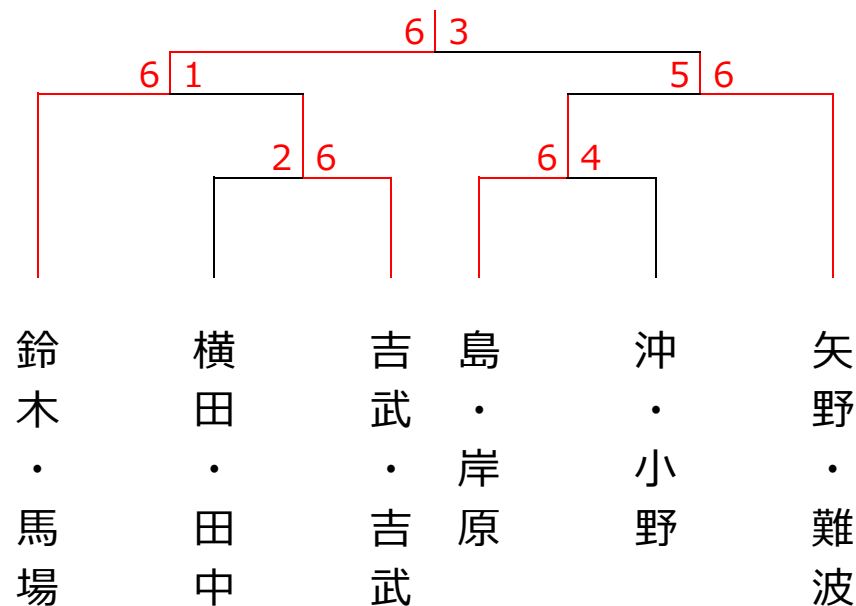 6 3
6 1
5 6
2 6
6 4
鈴木・馬場
横田・田中
吉武・吉武
島・岸原
沖・小野
矢野・難波